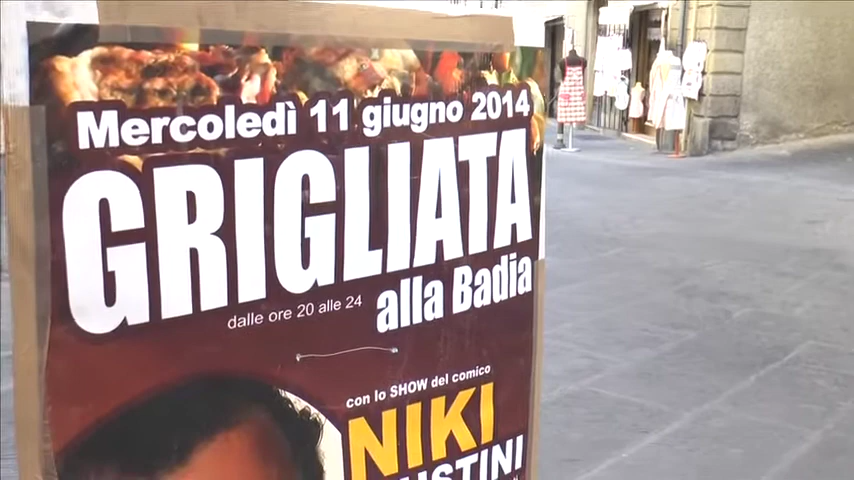 Mercoledì 11 giugno 2014
GRIGLIATA
dalle ore 20 alle 24
alla Badia
con lo SHOW del comico
NIKI